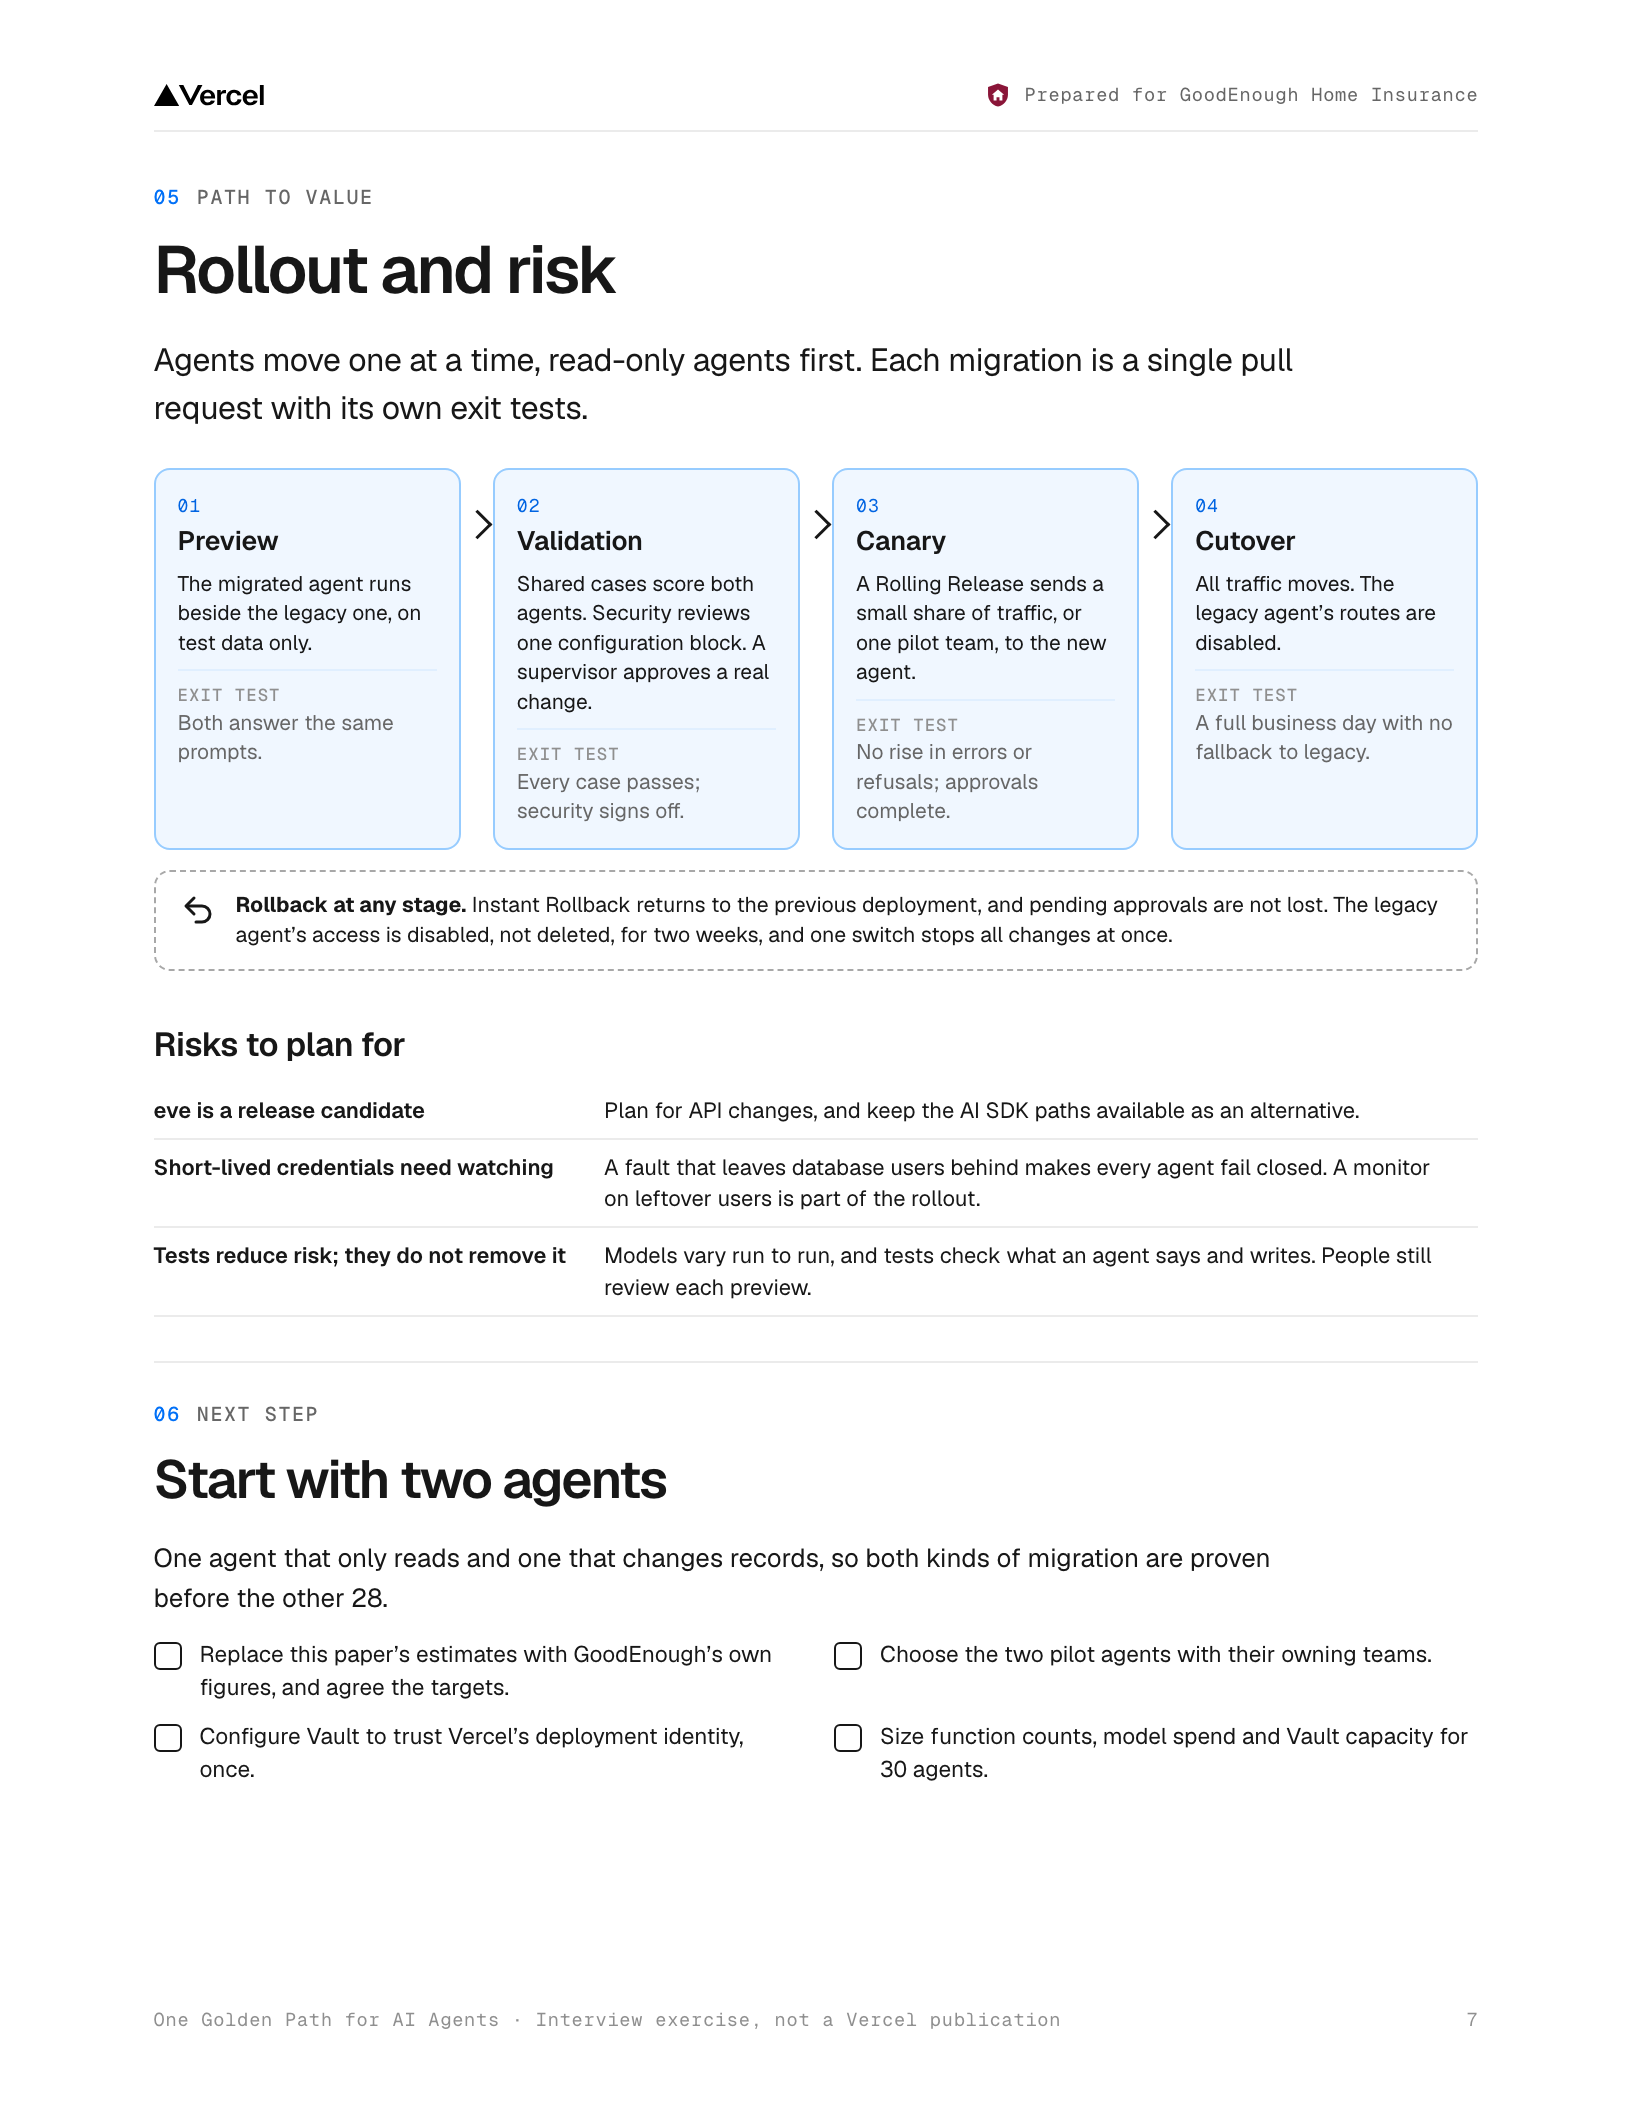 Vercel
Prepared for GoodEnough Home Insurance
05 PATH TO VALUE
Rollout and risk
Agents move one at a time, read-only agents first. Each migration is a single pull
request with its own exit tests.
01
Preview
The migrated agent runs
beside the legacy one, on
test data only.
EXIT TEST
Both answer the same
prompts.
02
Validation
Shared cases score both
agents. Security reviews
one configuration block. A
supervisor approves a real
change.
EXIT TEST
Every case passes;
security signs off.
03
Canary
A Rolling Release sends a
small share of traffic, or
one pilot team, to the new
agent.
EXIT TEST
No rise in errors or
refusals; approvals
complete.
04
Cutover
All traffic moves. The
legacy agent’s routes are
disabled.
EXIT TEST
A full business day with no
fallback to legacy.
Rollback at any stage. Instant Rollback returns to the previous deployment, and pending approvals are not lost. The legacy
agent’s access is disabled, not deleted, for two weeks, and one switch stops all changes at once.
Risks to plan for
eve is a release candidate
Plan for API changes, and keep the AI SDK paths available as an alternative.
Short-lived credentials need watching
A fault that leaves database users behind makes every agent fail closed. A monitor
on leftover users is part of the rollout.
Tests reduce risk; they do not remove it
Models vary run to run, and tests check what an agent says and writes. People still
review each preview.
06 NEXT STEP
Start with two agents
One agent that only reads and one that changes records, so both kinds of migration are proven
before the other 28.
Replace this paper’s estimates with GoodEnough’s own
figures, and agree the targets.
Choose the two pilot agents with their owning teams.
Configure Vault to trust Vercel’s deployment identity,
once.
Size function counts, model spend and Vault capacity for
30 agents.
One Golden Path for AI Agents · Interview exercise, not a Vercel publication
7